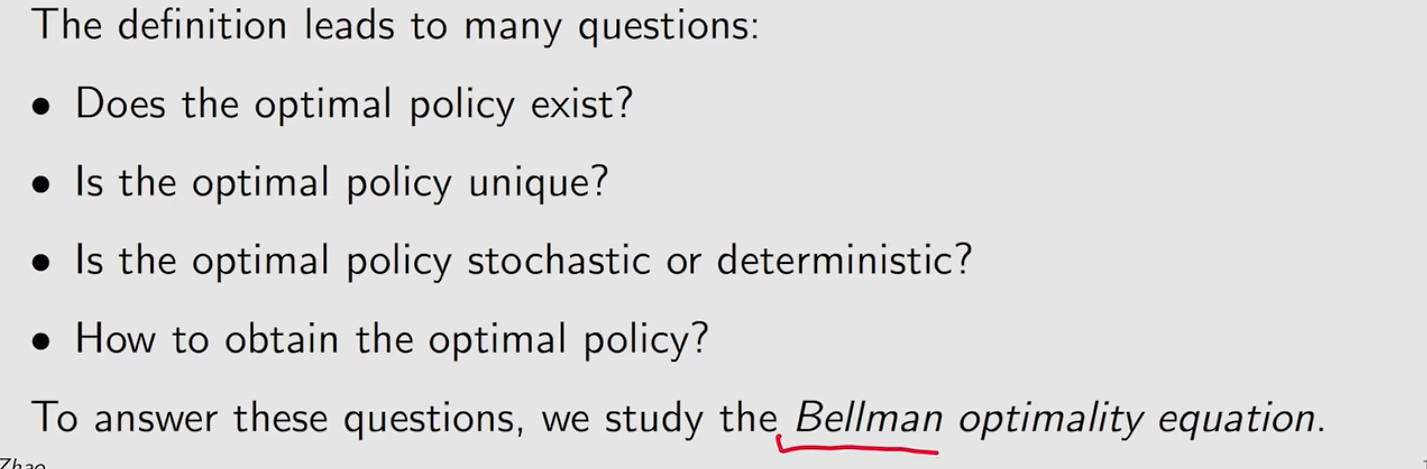 The definition leads to many questions:
• Does the optimal policy exist?
• Is the optimal policy unique?
• Is the optimal policy stochastic or deterministic?
• How to obtain the optimal policy?
To answer these questions, we study the Bellman optimality equation.
Zhao